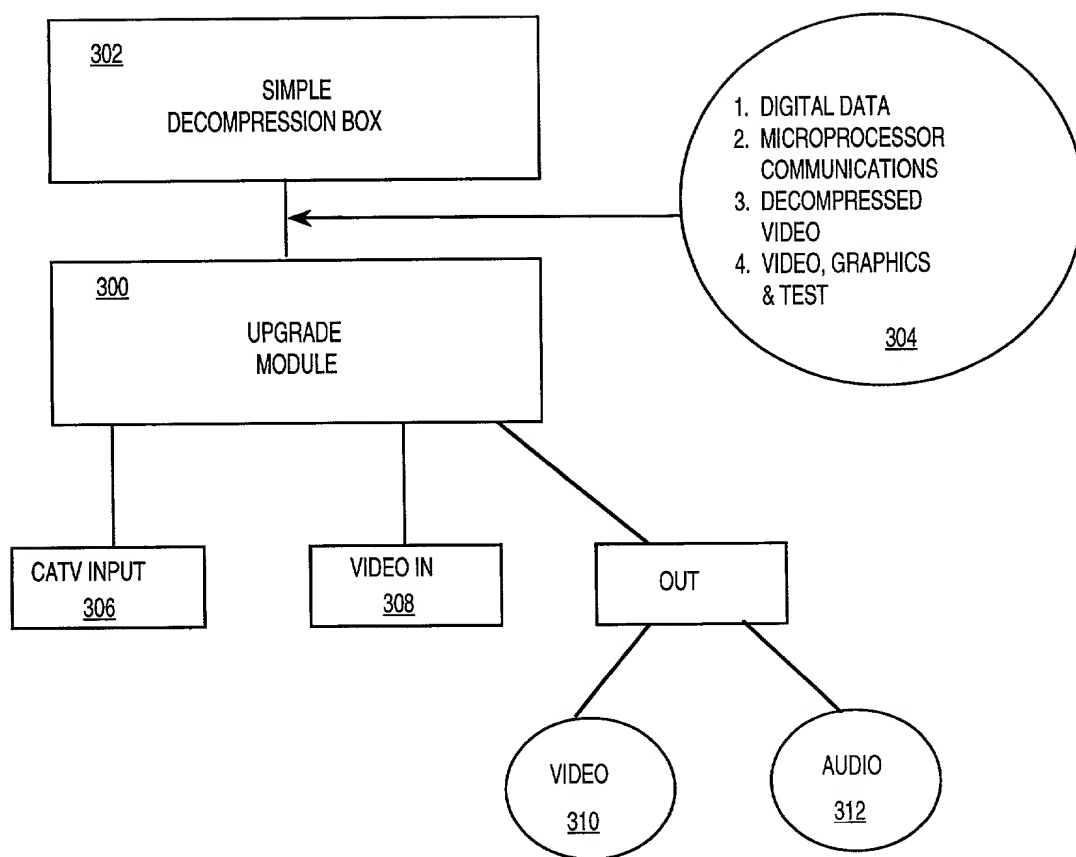 302
SIMPLE
DECOMPRESSION BOX
1. DIGITAL DATA
2. MICROPROCESSOR
COMMUNICATIONS
3. DECOMPRESSED
VIDEO
4. VIDEO, GRAPHICS
& TEST
304
300
UPGRADE
MODULE
CATV INPUT
306
VIDEO IN
308
OUT
VIDEO
310
AUDIO
312